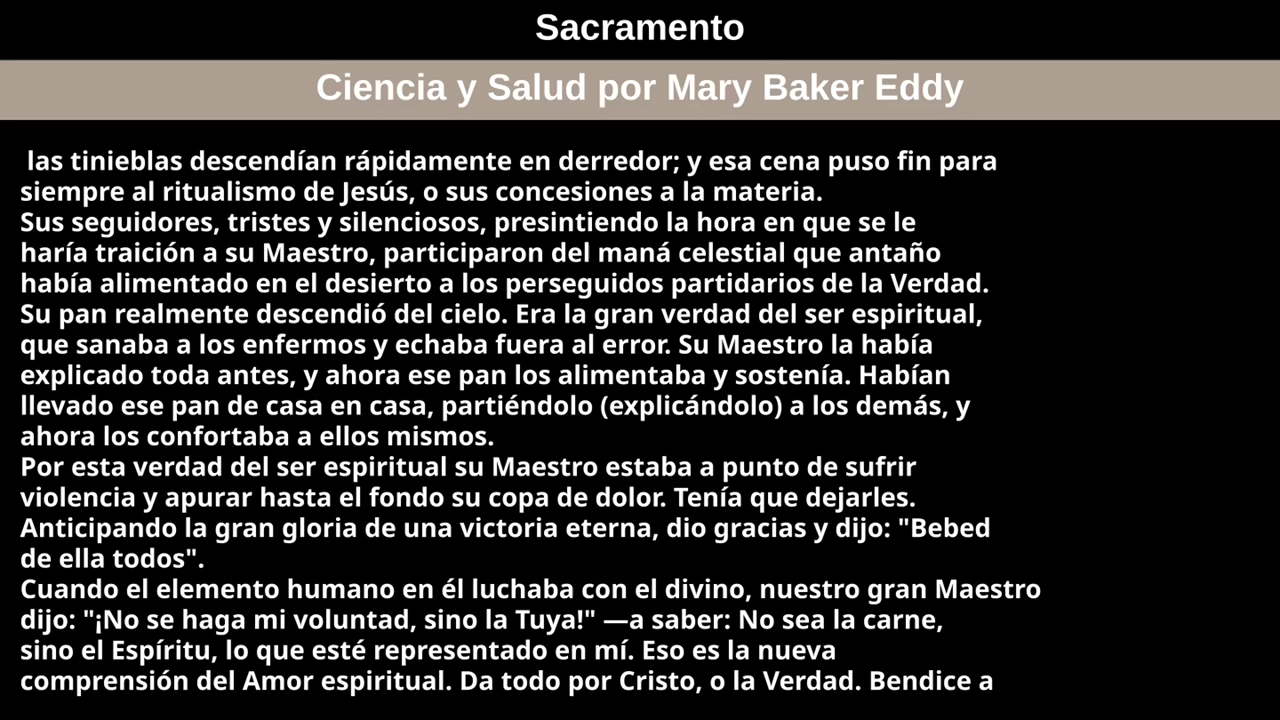 Sacramento
Ciencia y Salud por Mary Baker Eddy
las tinieblas descendían rápidamente en derredor; y esa cena puso fin para
siempre al ritualismo de Jesús, o sus concesiones a la materia.
Sus seguidores, tristes y silenciosos, presintiendo la hora en que se le
haría traición a su Maestro, participaron del maná celestial que antaño
había alimentado en el desierto a los perseguidos partidarios de la Verdad.
Su pan realmente descendió del cielo. Era la gran verdad del ser espiritual,
que sanaba a los enfermos y echaba fuera al error. Su Maestro la había
explicado toda antes, y ahora ese pan los alimentaba y sostenía. Habían
llevado ese pan de casa en casa, partiéndolo (explicándolo) a los demás, y
ahora los confortaba a ellos mismos.
Por esta verdad del ser espiritual su Maestro estaba a punto de sufrir
violencia y apurar hasta el fondo su copa de dolor. Tenía que dejarles.
Anticipando la gran gloria de una victoria eterna, dio gracias y dijo: "Bebed
de ella todos".
Cuando el elemento humano en él luchaba con el divino, nuestro gran Maestro
dijo: "¡No se haga mi voluntad, sino la Tuya!" —a saber: No sea la carne,
sino el Espíritu, lo que esté representado en mí. Eso es la nueva
comprensión del Amor espiritual. Da todo por Cristo, o la Verdad. Bendice a